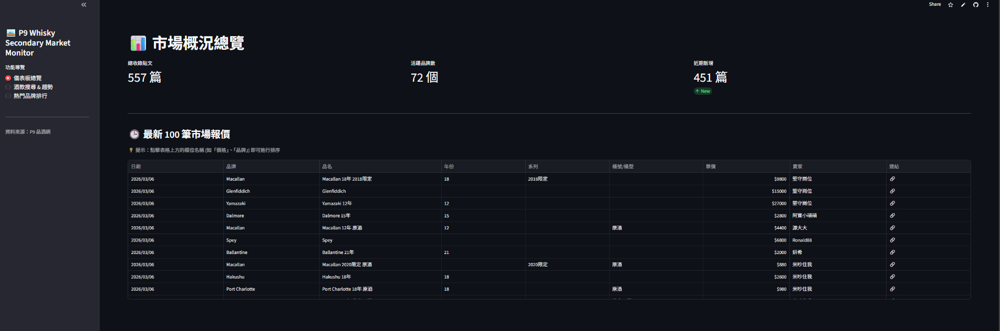 Share
P9 Whisky
Secondary Market
Monitor
功能導覽
儀表板總覽
酒款搜尋 & 趨勢
熱門品牌排行
資料來源：P9 品酒網
市場概況總覽
總收錄貼文
557 篇
活躍品牌數
72 個
近期新增
451 篇
↑ New
最新 100 筆市場報價
提示：點擊表格上方的欄位名稱 (如「價格」、「品牌」) 即可進行排序
日期 品牌 品名 年份 系列 桶號/桶型 單價 賣家 連結
2026/03/06 Macallan Macallan 18年 2018限定 18 2018限定 $9800 堅守崗位
2026/03/06 Glenfiddich Glenfiddich $15000 堅守崗位
2026/03/06 Yamazaki Yamazaki 12年 12 $27000 堅守崗位
2026/03/06 Dalmore Dalmore 15年 15 $2800 阿寶小碩碩
2026/03/06 Macallan Macallan 12年 原酒 12 原酒 $4400 源大大
2026/03/06 Spey Spey $6800 Ronald88
2026/03/06 Ballantine Ballantine 21年 21 $2000 妍希
2026/03/06 Macallan Macallan 2020限定 原酒 2020限定 原酒 $880 米吵住我
2026/03/06 Hakushu Hakushu 18年 18 $2600 米吵住我
2026/03/06 Port Charlotte Port Charlotte 18年 原酒 18 原酒 $980 米吵住我